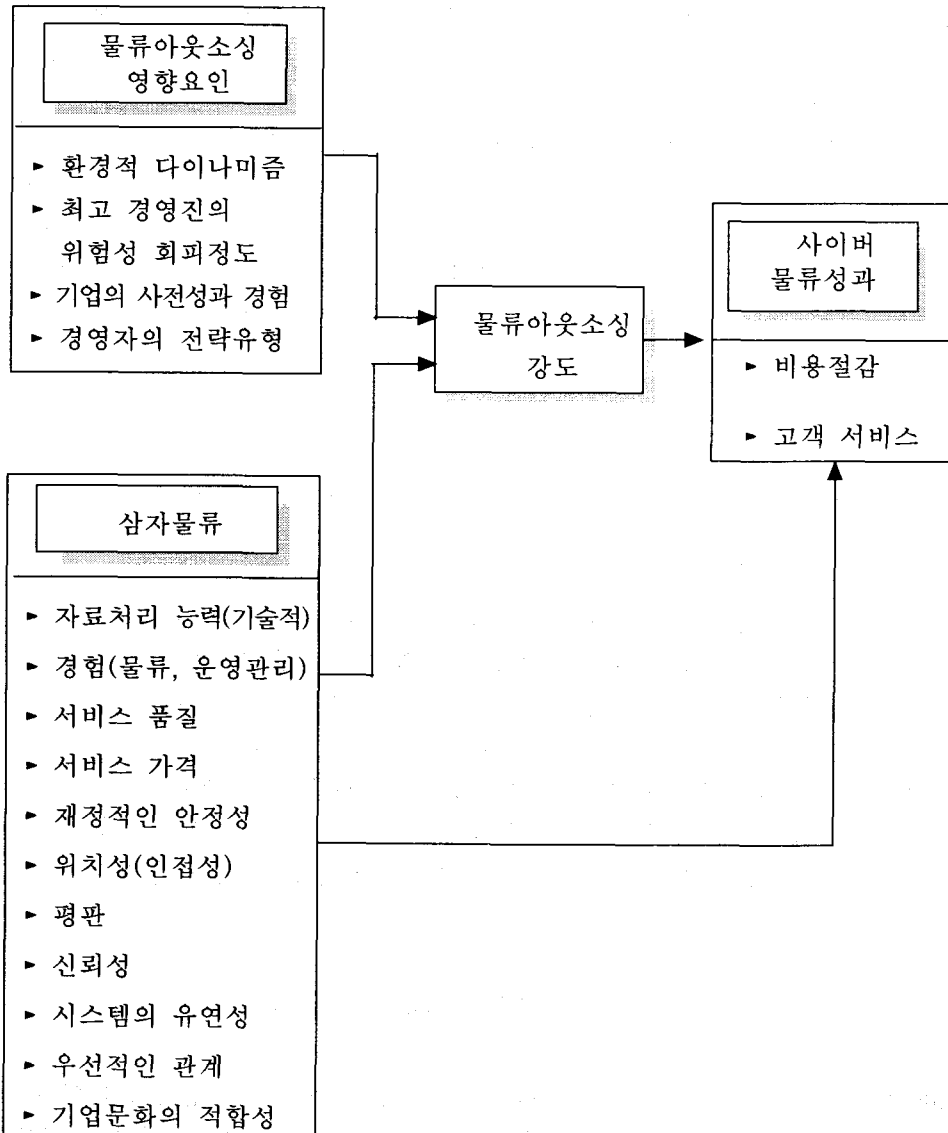 물류아웃소싱
영향요인
► 환경적 다이나미즘
► 최고 경영진의
위험성 회피정도
► 기업의 사전성과 경험
► 경영자의 전략유형
물류아웃소싱
강도
사이버
물류성과
► 비용절감
► 고객 서비스
삼자물류
► 자료처리 능력(기술적)
► 경험(물류, 운영관리)
► 서비스 품질
► 서비스 가격
► 재정적인 안정성
► 위치성(인접성)
► 평판
► 신뢰성
► 시스템의 유연성
► 우선적인 관계
► 기업문화의 적합성